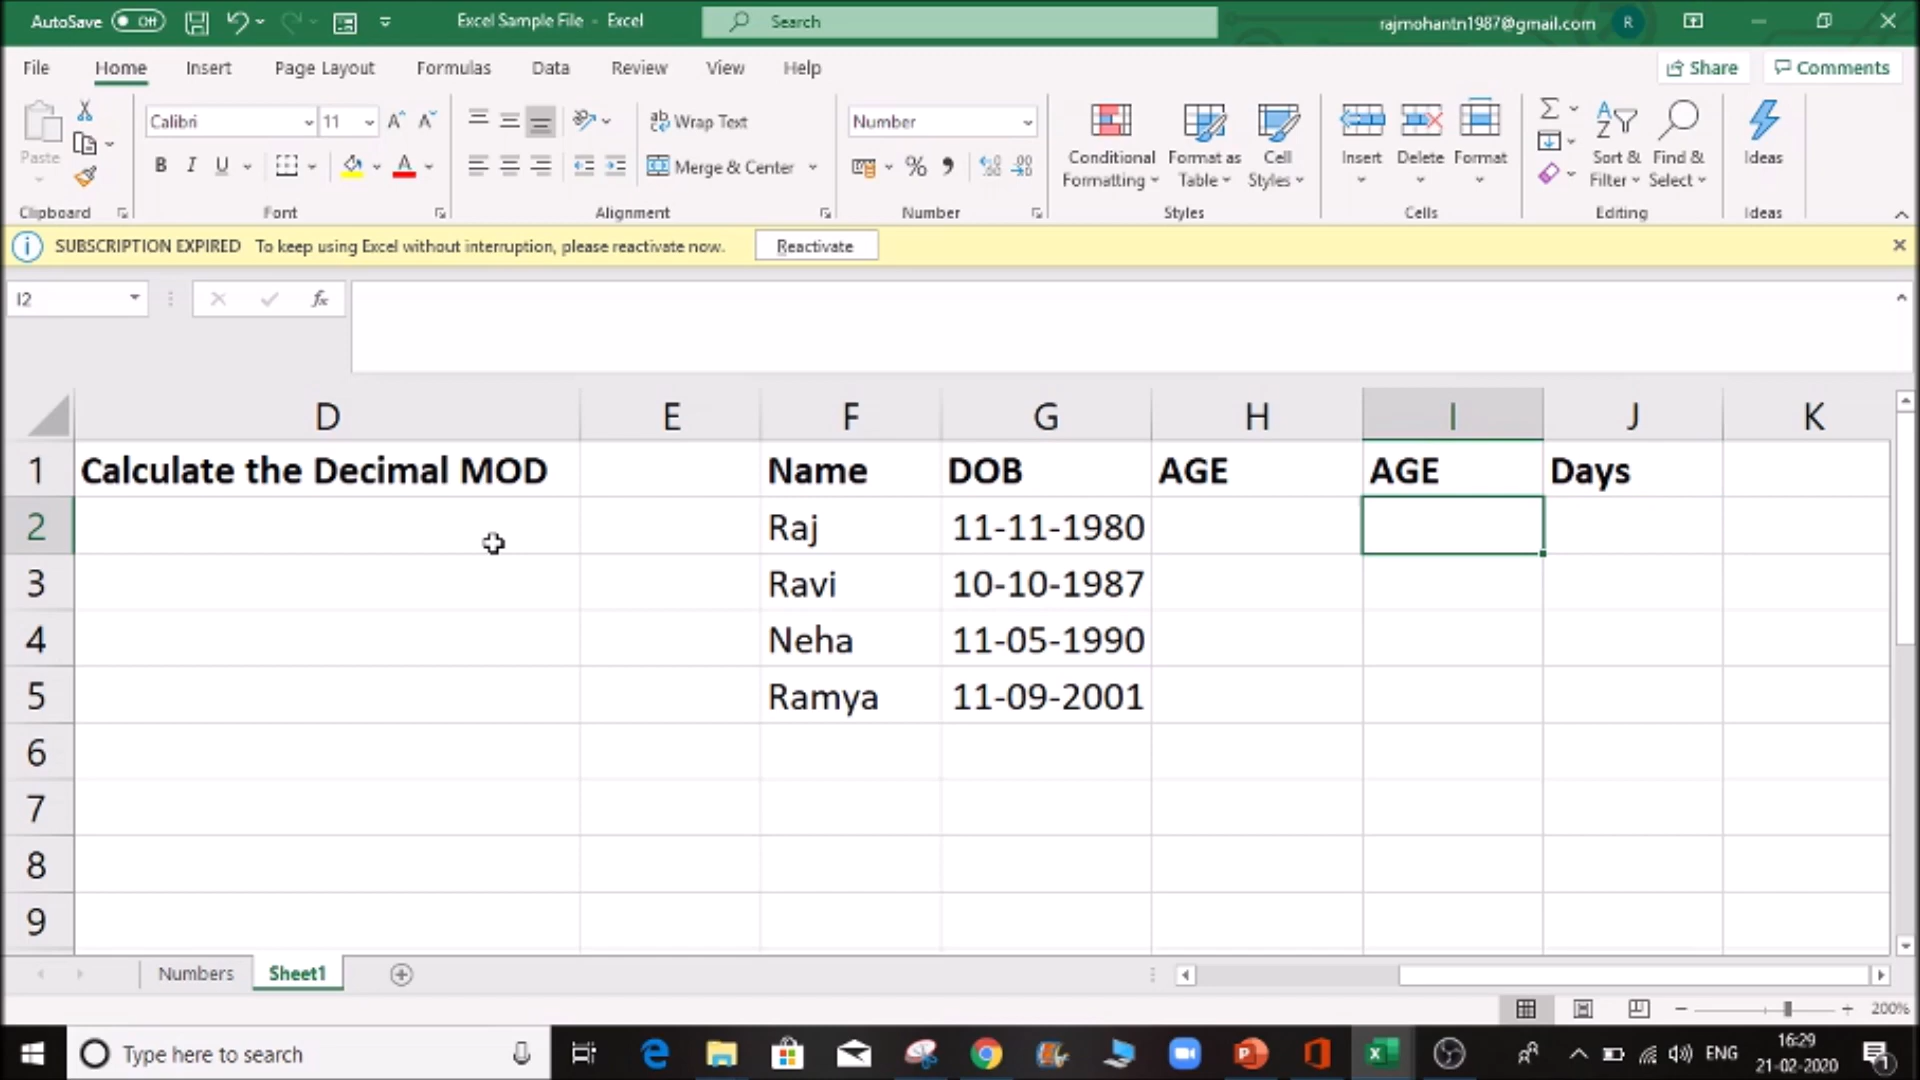 AutoSave Off Excel Sample File - Excel Search rajmohantn1987@gmail.com R
File Home Insert Page Layout Formulas Data Review View Help Share Comments
Calibri 11 Wrap Text Number
Paste B I U Merge & Center Conditional Formatting Format as Table Cell Styles Insert Delete Format Sort & Filter Find & Select Ideas
Clipboard Font Alignment Number Styles Cells Editing Ideas
SUBSCRIPTION EXPIRED To keep using Excel without interruption, please reactivate now. Reactivate
I2 fx
D E F G H I J K
1 Calculate the Decimal MOD Name DOB AGE AGE Days
2 Raj 11-11-1980
3 Ravi 10-10-1987
4 Neha 11-05-1990
5 Ramya 11-09-2001
6
7
8
9
Numbers Sheet1
200%
Type here to search ENG 16:29
21-02-2020